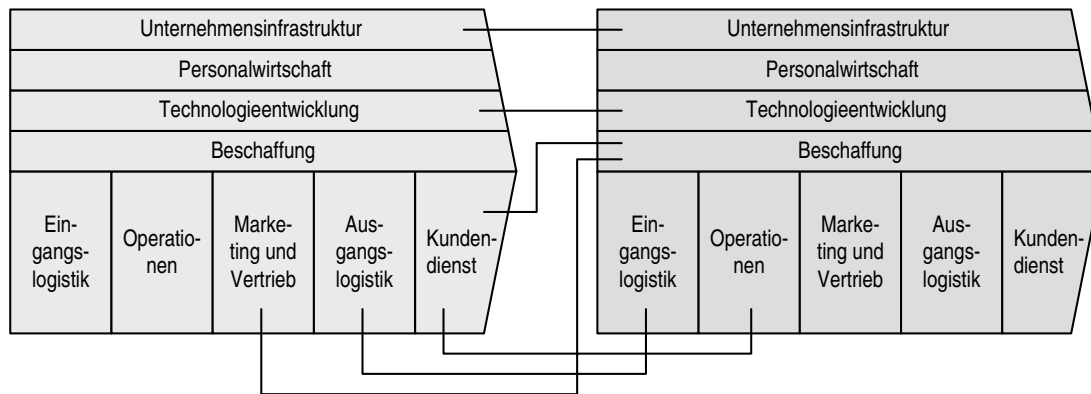 Unternehmensinfrastruktur
Personalwirtschaft
Technologieentwicklung
Beschaffung
Ein-
gangs-
logistik
Operatio-
nen
Marke-
ting und
Vertrieb
Aus-
gangs-
logistik
Kunden-
dienst
Unternehmensinfrastruktur
Personalwirtschaft
Technologieentwicklung
Beschaffung
Ein-
gangs-
logistik
Operatio-
nen
Marke-
ting und
Vertrieb
Aus-
gangs-
logistik
Kunden-
dienst